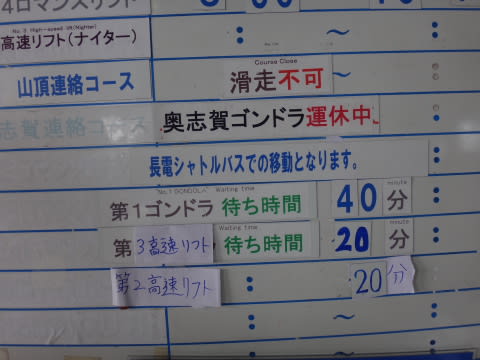 4ロマンスリフト
No. 3 High-speed lift(Nighter)
高速リフト(ナイター) : ~ :
Course Close
山頂連絡コース 滑走不可 ~
志賀連絡コース 奥志賀ゴンドラ運休中、
長電シャトルバスでの移動となります。
No.1 GONDOLA Waiting time minute
第1ゴンドラ 待ち時間 40分
Waiting time minute
第3高速リフト 待ち時間 20分
第2高速リフト : 20分
: ~ :